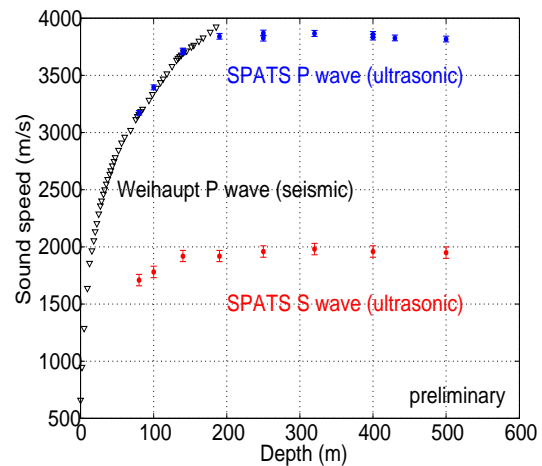 4000
3500
3000
2500
2000
1500
1000
500
Sound speed (m/s)
SPATS P wave (ultrasonic)
Weihaupt P wave (seismic)
SPATS S wave (ultrasonic)
preliminary
0
100
200
300
400
500
600
Depth (m)